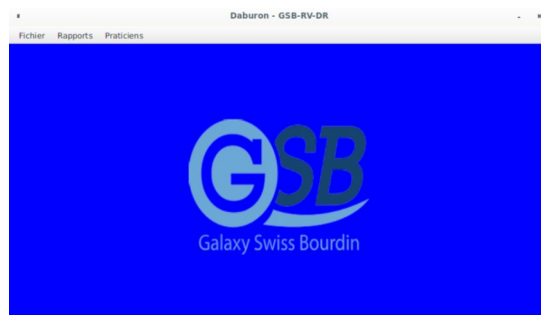 Daburon - GSB-RV-DR
Fichier Rapports Praticiens
GSB
Galaxy Swiss Bourdin